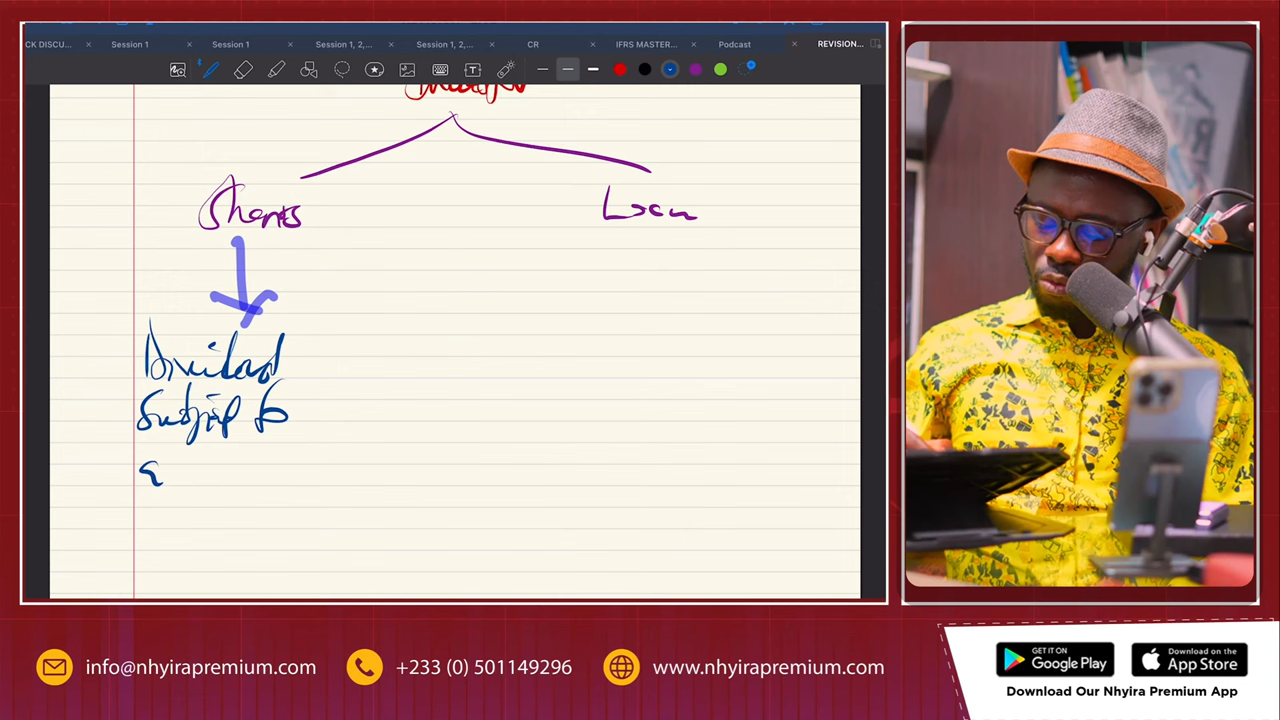 CK DISCU...
Session 1
Session 1
Session 1, 2,...
Session 1, 2,...
CR
IFRS MASTER...
Podcast
REVISION...
Shares
Loan
Dividend
Subject to
a
info@nhyirapremium.com
+233 (0) 501149296
www.nhyirapremium.com
GET IT ON
Google Play
Download on the
App Store
Download Our Nhyira Premium App